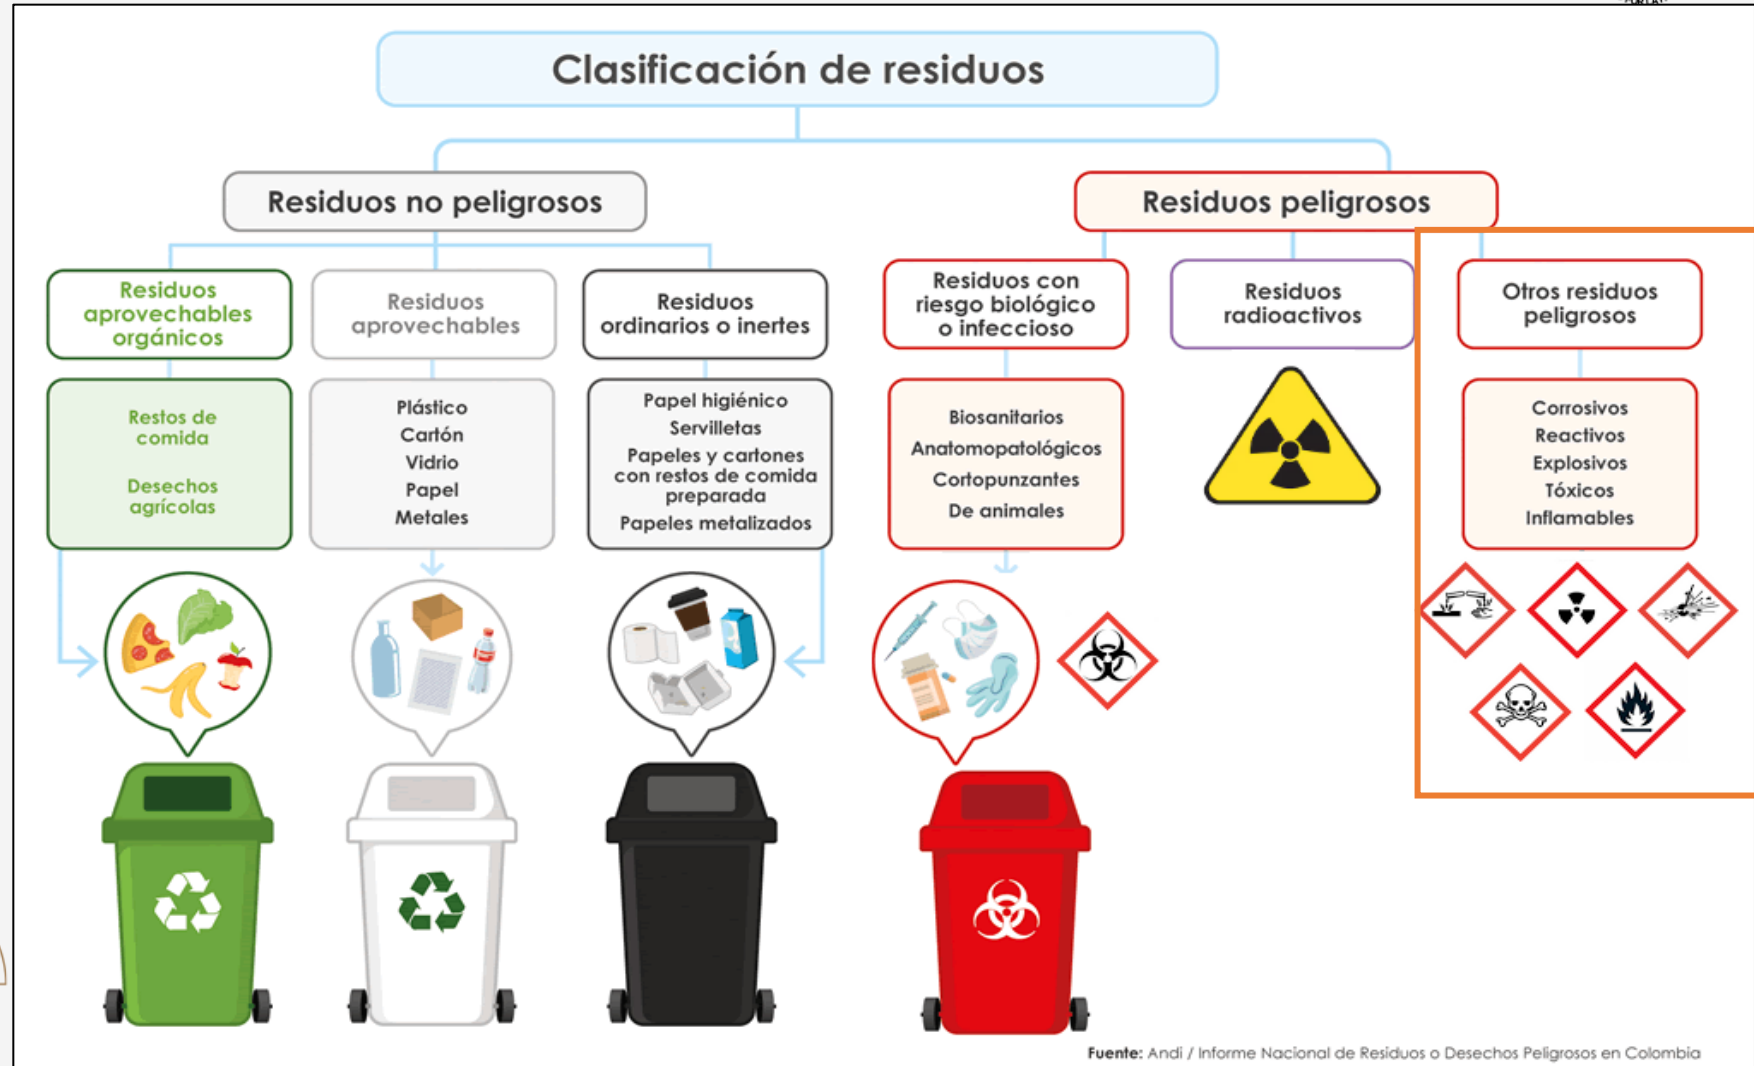 Clasificación de residuos
Residuos no peligrosos
Residuos peligrosos
Residuos
aprovechables
orgánicos
Residuos
aprovechables
Residuos
ordinarios o inertes
Residuos con
riesgo biológico
o infeccioso
Residuos
radioactivos
Otros residuos
peligrosos
Restos de
comida
Desechos
agrícolas
Plástico
Cartón
Vidrio
Papel
Metales
Papel higiénico
Servilletas
Papeles y cartones
con restos de comida
preparada
Papeles metalizados
Biosanitarios
Anatomopatológicos
Cortopunzantes
De animales
Corrosivos
Reactivos
Explosivos
Tóxicos
Inflamables
Fuente: Andi / Informe Nacional de Residuos o Desechos Peligrosos en Colombia